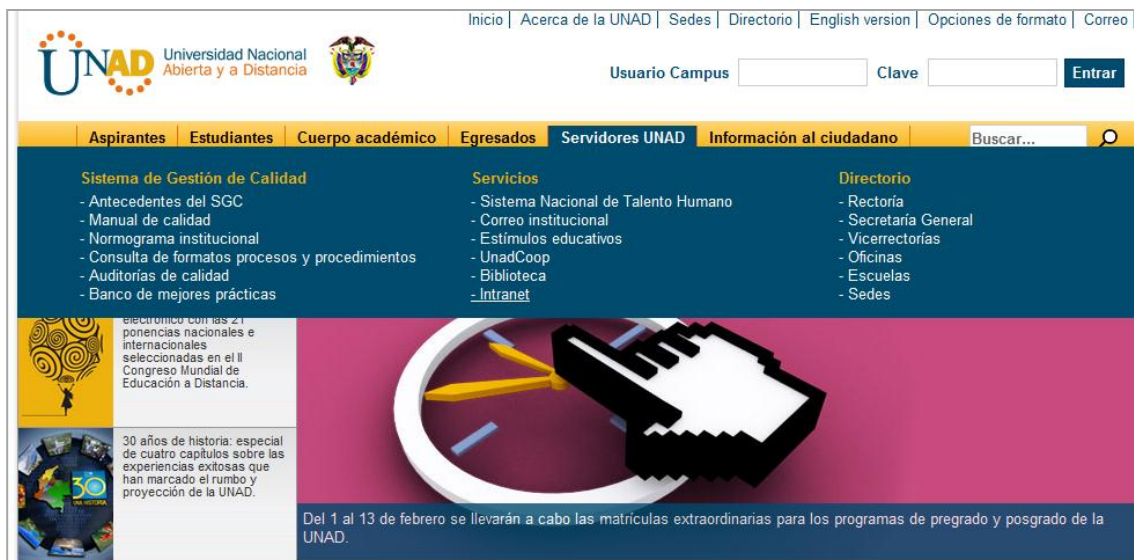 Inicio | Acerca de la UNAD | Sedes | Directorio | English version | Opciones de formato | Correo |
UNAD Universidad Nacional
Abierta y a Distancia
Usuario Campus Clave Entrar
Aspirantes Estudiantes Cuerpo académico Egresados Servidores UNAD Información al ciudadano Buscar...
Sistema de Gestión de Calidad
- Antecedentes del SGC
- Manual de calidad
- Normograma institucional
- Consulta de formatos procesos y procedimientos
- Auditorías de calidad
- Banco de mejores prácticas
Servicios
- Sistema Nacional de Talento Humano
- Correo institucional
- Estímulos educativos
- UnadCoop
- Biblioteca
- Intranet
Directorio
- Rectoría
- Secretaría General
- Vicerrectorías
- Oficinas
- Escuelas
- Sedes
electrónico con las 21
ponencias nacionales e
internacionales
seleccionadas en el II
Congreso Mundial de
Educación a Distancia.
30
UNA HISTORIA
30 años de historia: especial
de cuatro capítulos sobre las
experiencias exitosas que
han marcado el rumbo y
proyección de la UNAD.
Del 1 al 13 de febrero se llevarán a cabo las matrículas extraordinarias para los programas de pregrado y posgrado de la
UNAD.